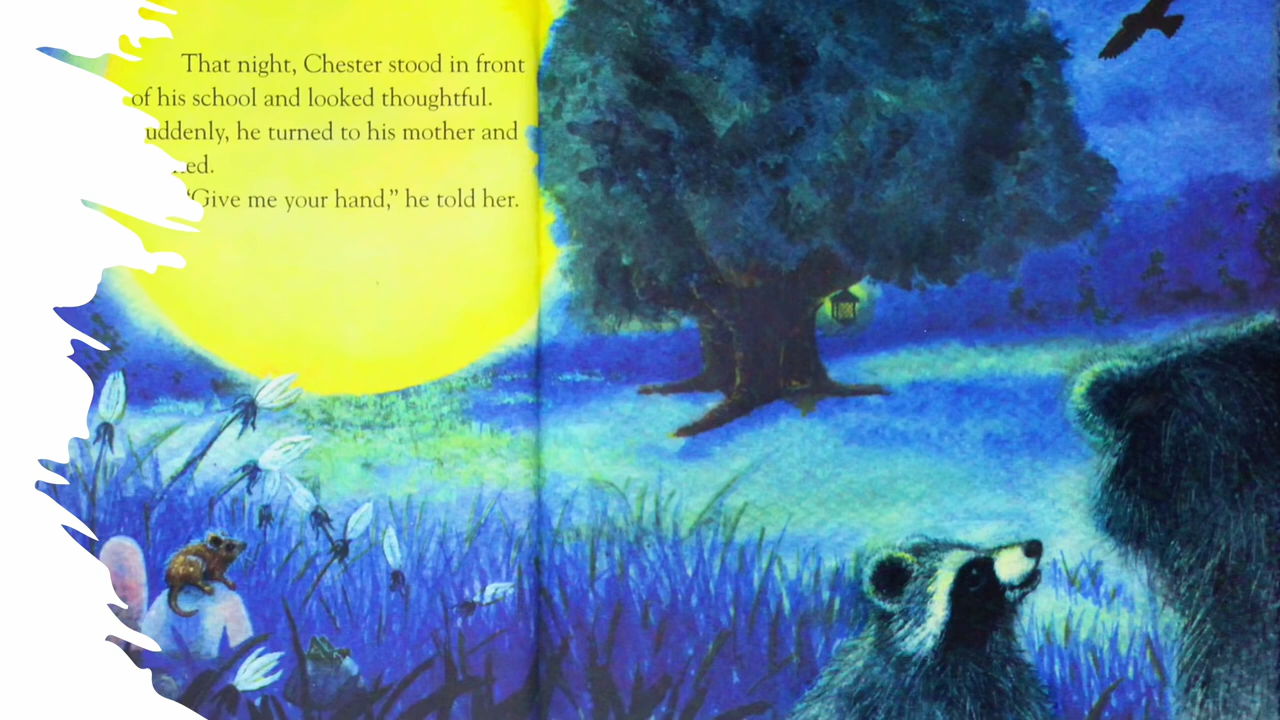 That night, Chester stood in front
of his school and looked thoughtful.
uddenly, he turned to his mother and
ed.
“Give me your hand,” he told her.